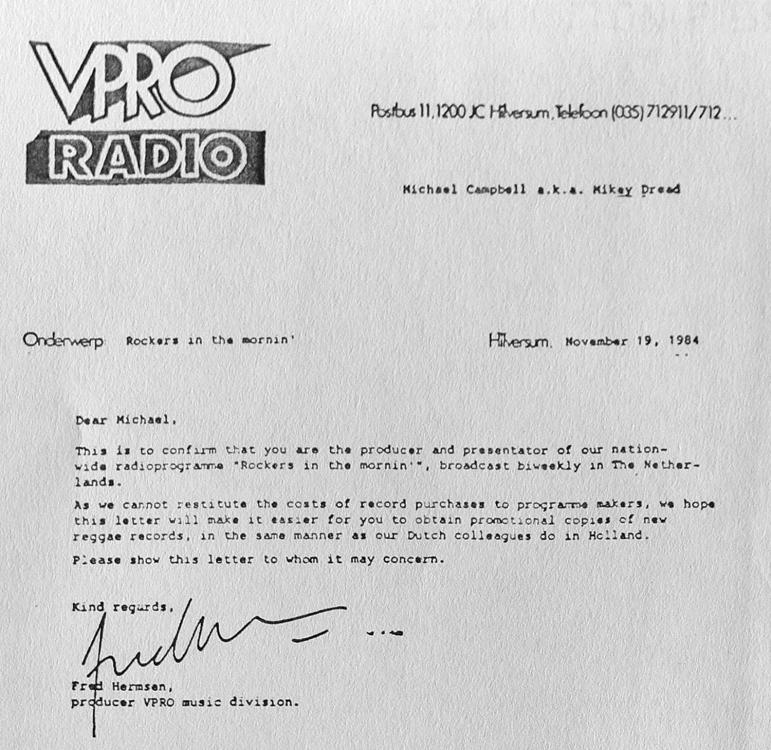 VPRO
RADIO
Postbus 11, 1200 JC Hilversum, Telefoon (035) 712911/712...
Michael Campbell a.k.a. Mikey Dread
Onderwerp: Rockers in the mornin'
Hilversum, November 19, 1984
Dear Michael,
This is to confirm that you are the producer and presentator of our nation-
wide radioprogramme "Rockers in the mornin'", broadcast biweekly in The Nether-
lands.
As we cannot restitute the costs of record purchases to programme makers, we hope
this letter will make it easier for you to obtain promotional copies of new
reggae records, in the same manner as our Dutch colleagues do in Holland.
Please show this letter to whom it may concern.
Kind regards,
Fred Hermsen,
producer VPRO music division.